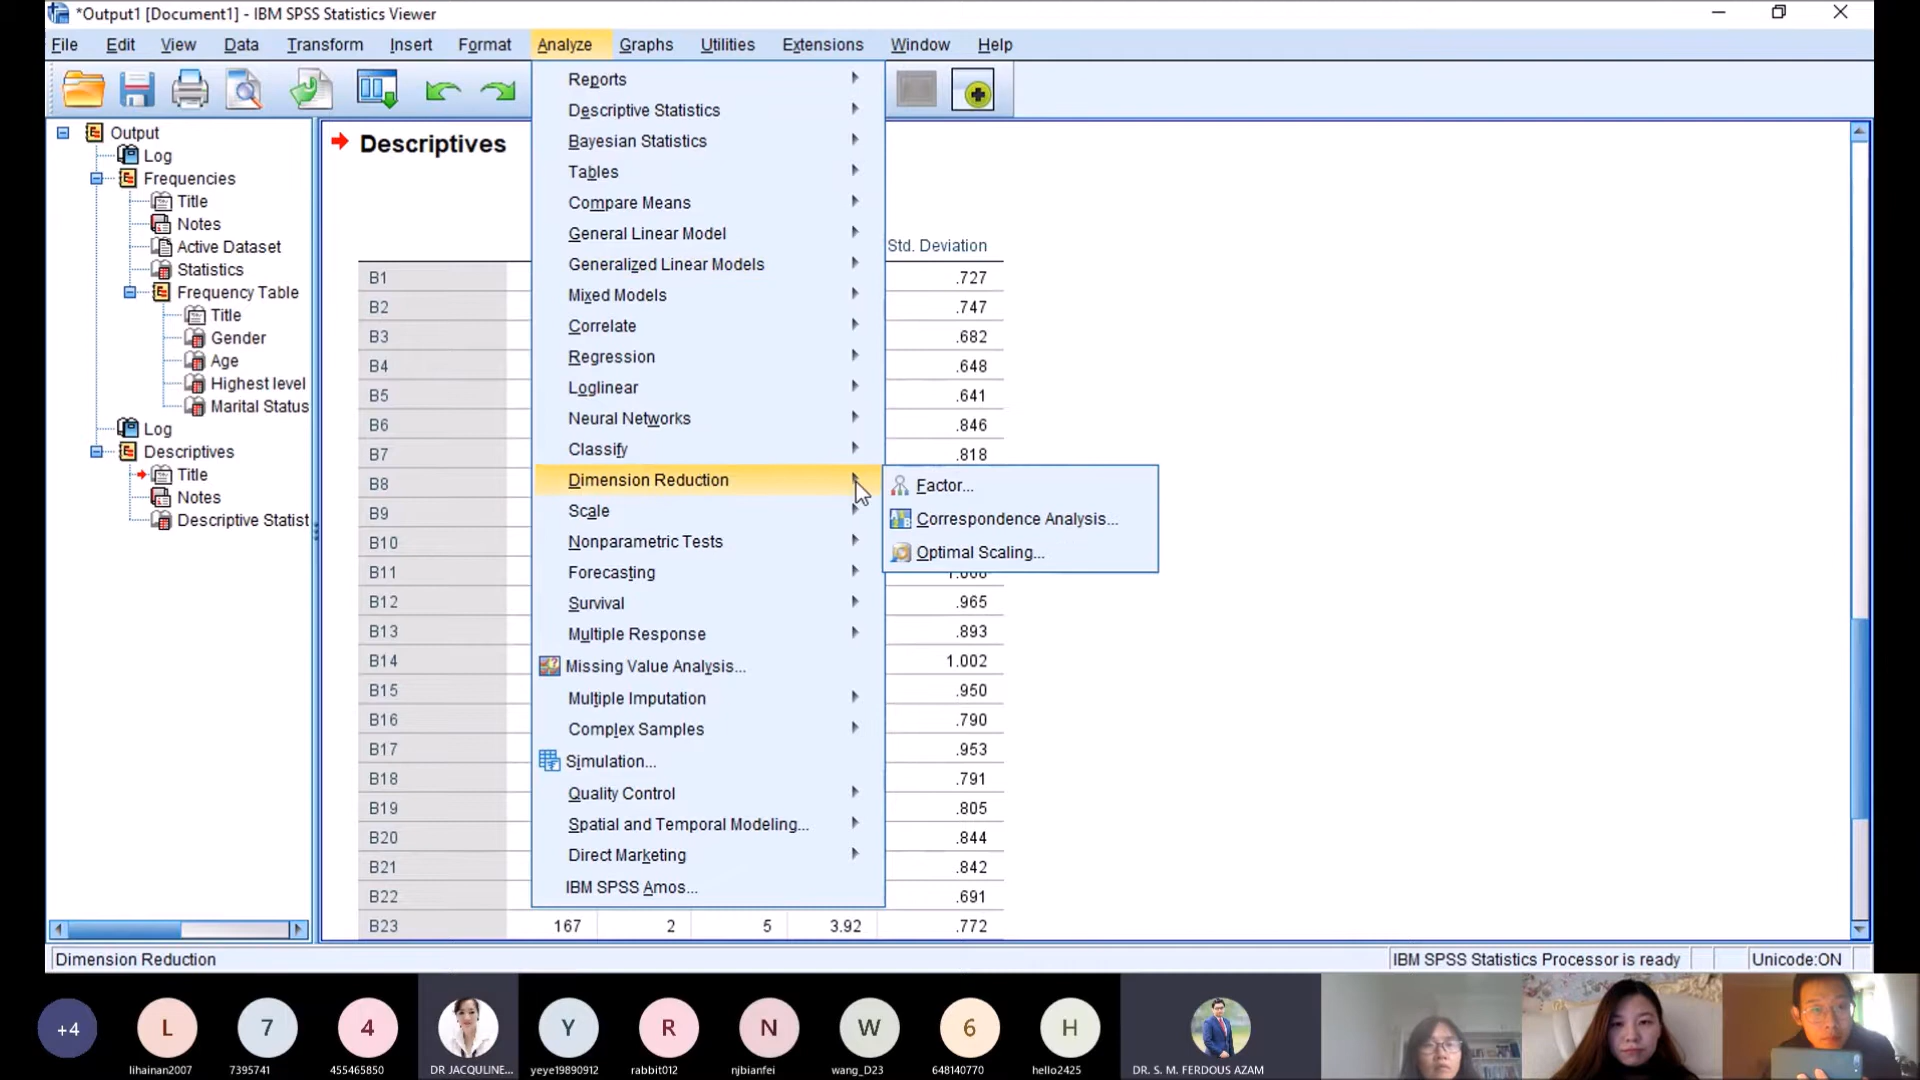 *Output1 [Document1] - IBM SPSS Statistics Viewer
File Edit View Data Transform Insert Format Analyze Graphs Utilities Extensions Window Help
Output
Log
Frequencies
Title
Notes
Active Dataset
Statistics
Frequency Table
Title
Gender
Age
Highest level
Marital Status
Log
Descriptives
Title
Notes
Descriptive Statist
Descriptives
Reports
Descriptive Statistics
Bayesian Statistics
Tables
Compare Means
General Linear Model
Generalized Linear Models
Mixed Models
Correlate
Regression
Loglinear
Neural Networks
Classify
Dimension Reduction
Scale
Nonparametric Tests
Forecasting
Survival
Multiple Response
Missing Value Analysis...
Multiple Imputation
Complex Samples
Simulation...
Quality Control
Spatial and Temporal Modeling...
Direct Marketing
IBM SPSS Amos...
Factor...
Correspondence Analysis...
Optimal Scaling...
Std. Deviation
B1 .727
B2 .747
B3 .682
B4 .648
B5 .641
B6 .846
B7 .818
B8
B9
B10
B11
B12 .965
B13 .893
B14 1.002
B15 .950
B16 .790
B17 .953
B18 .791
B19 .805
B20 .844
B21 .842
B22 .691
B23 167 2 5 3.92 .772
Dimension Reduction
IBM SPSS Statistics Processor is ready Unicode:ON
+4 L 7 4 Y R N W 6 H
lihainan2007 7395741 455465850 DR JACQULINE... yeye19890912 rabbit012 njbianfei wang_D23 648140770 hello2425 DR. S. M. FERDOUS AZAM